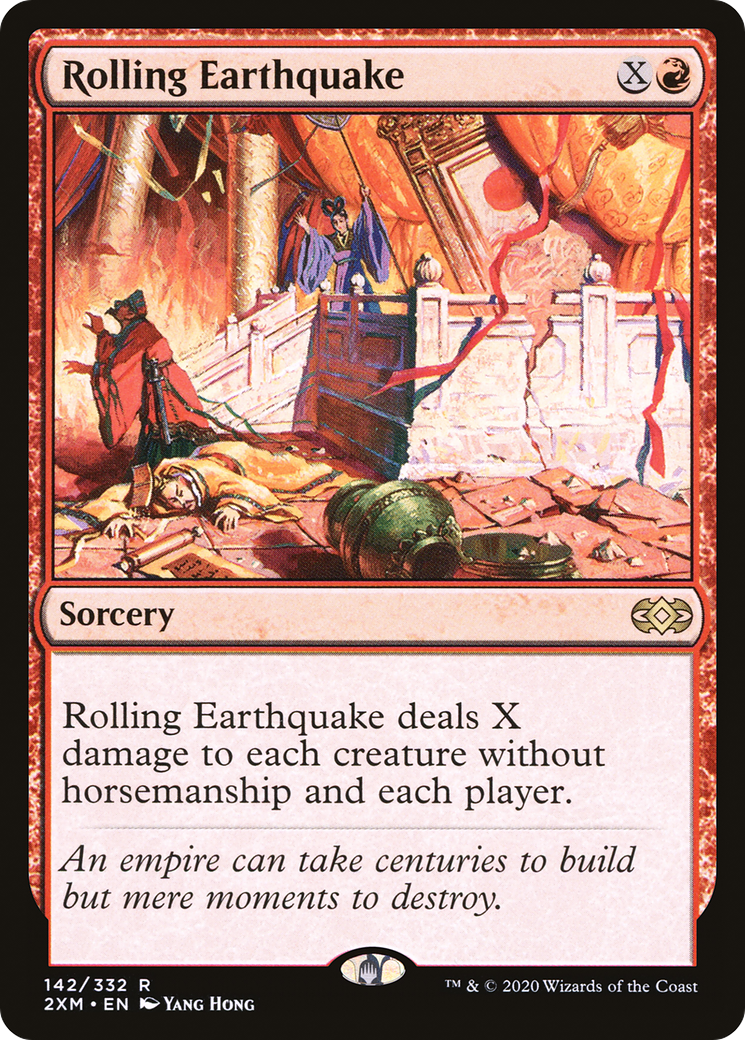 Rolling Earthquake X
Sorcery
Rolling Earthquake deals X
damage to each creature without
horsemanship and each player.
An empire can take centuries to build
but mere moments to destroy.
142/332 R
2XM • EN Yang Hong
™ & © 2020 Wizards of the Coast